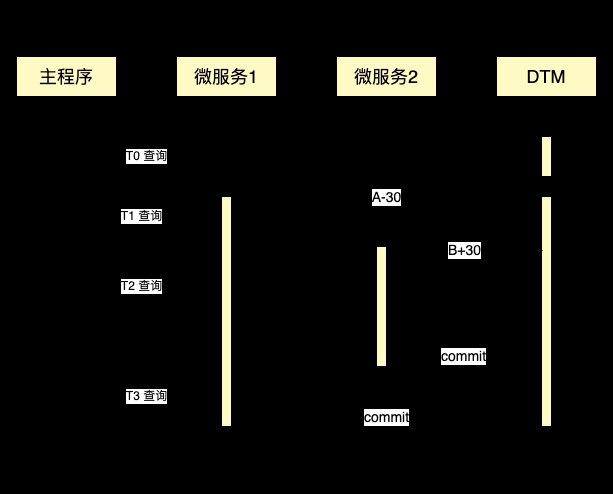 主程序
微服务1
微服务2
DTM
T0 查询
A-30
T1 查询
B+30
T2 查询
commit
T3 查询
commit